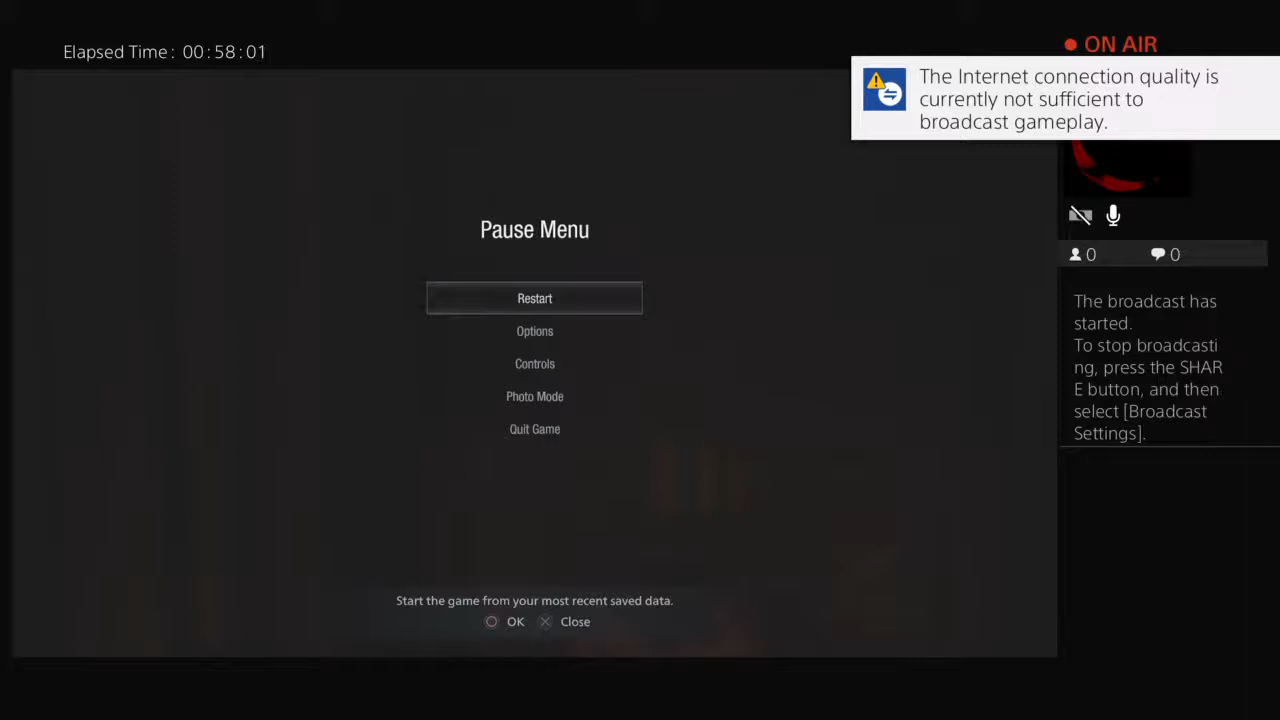 Elapsed Time: 00:58:01
ON AIR
The Internet connection quality is
currently not sufficient to
broadcast gameplay.
Pause Menu
Restart
Options
Controls
Photo Mode
Quit Game
Start the game from your most recent saved data.
OK Close
0 0
The broadcast has
started.
To stop broadcasti
ng, press the SHAR
E button, and then
select [Broadcast
Settings].